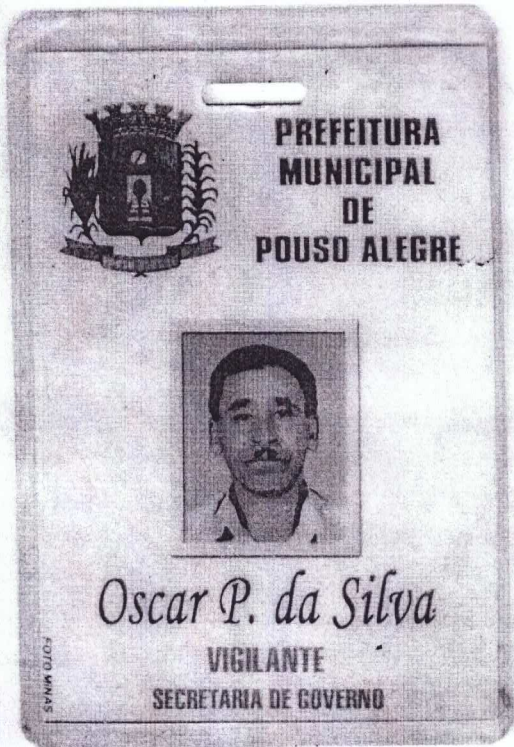 PREFEITURA
MUNICIPAL
DE
POUSO ALEGRE
Oscar P. da Silva
VIGILANTE
SECRETARIA DE GOVERNO
FOTO MINAS